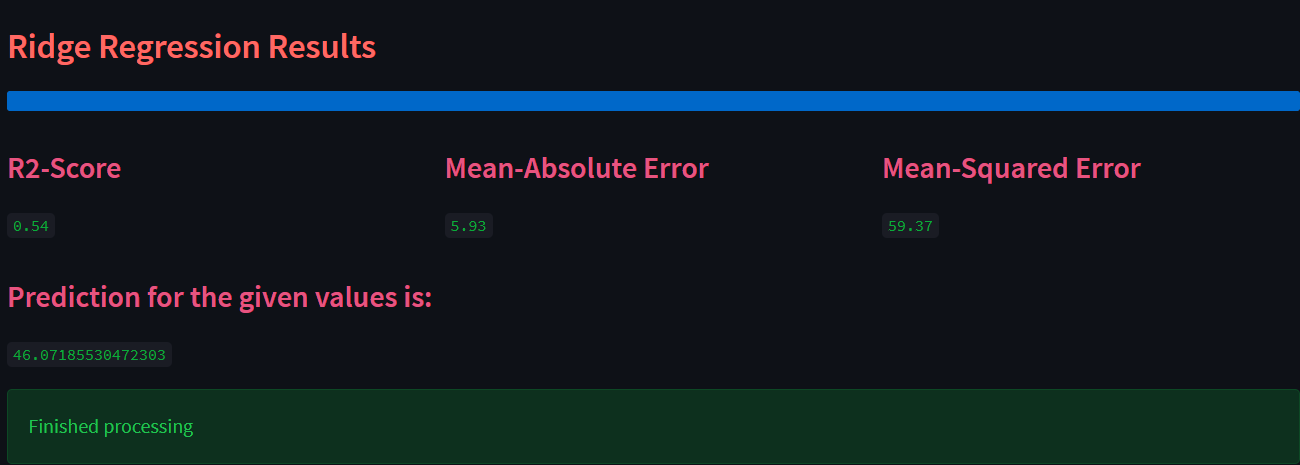 Ridge Regression Results
R2-Score
Mean-Absolute Error
Mean-Squared Error
0.54
5.93
59.37
Prediction for the given values is:
46.07185530472303
Finished processing